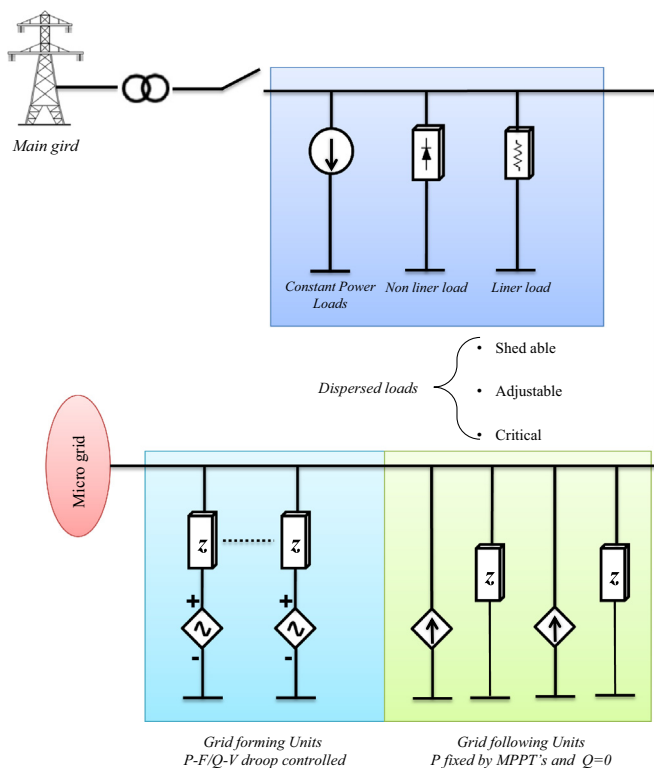 Main gird
Constant Power
Loads
Non liner load
Liner load
Dispersed loads
• Shed able
• Adjustable
• Critical
Micro grid
z
z
z
z
+
+
-
-
Grid forming Units
P-F/Q-V droop controlled
Grid following Units
P fixed by MPPT's and Q=0